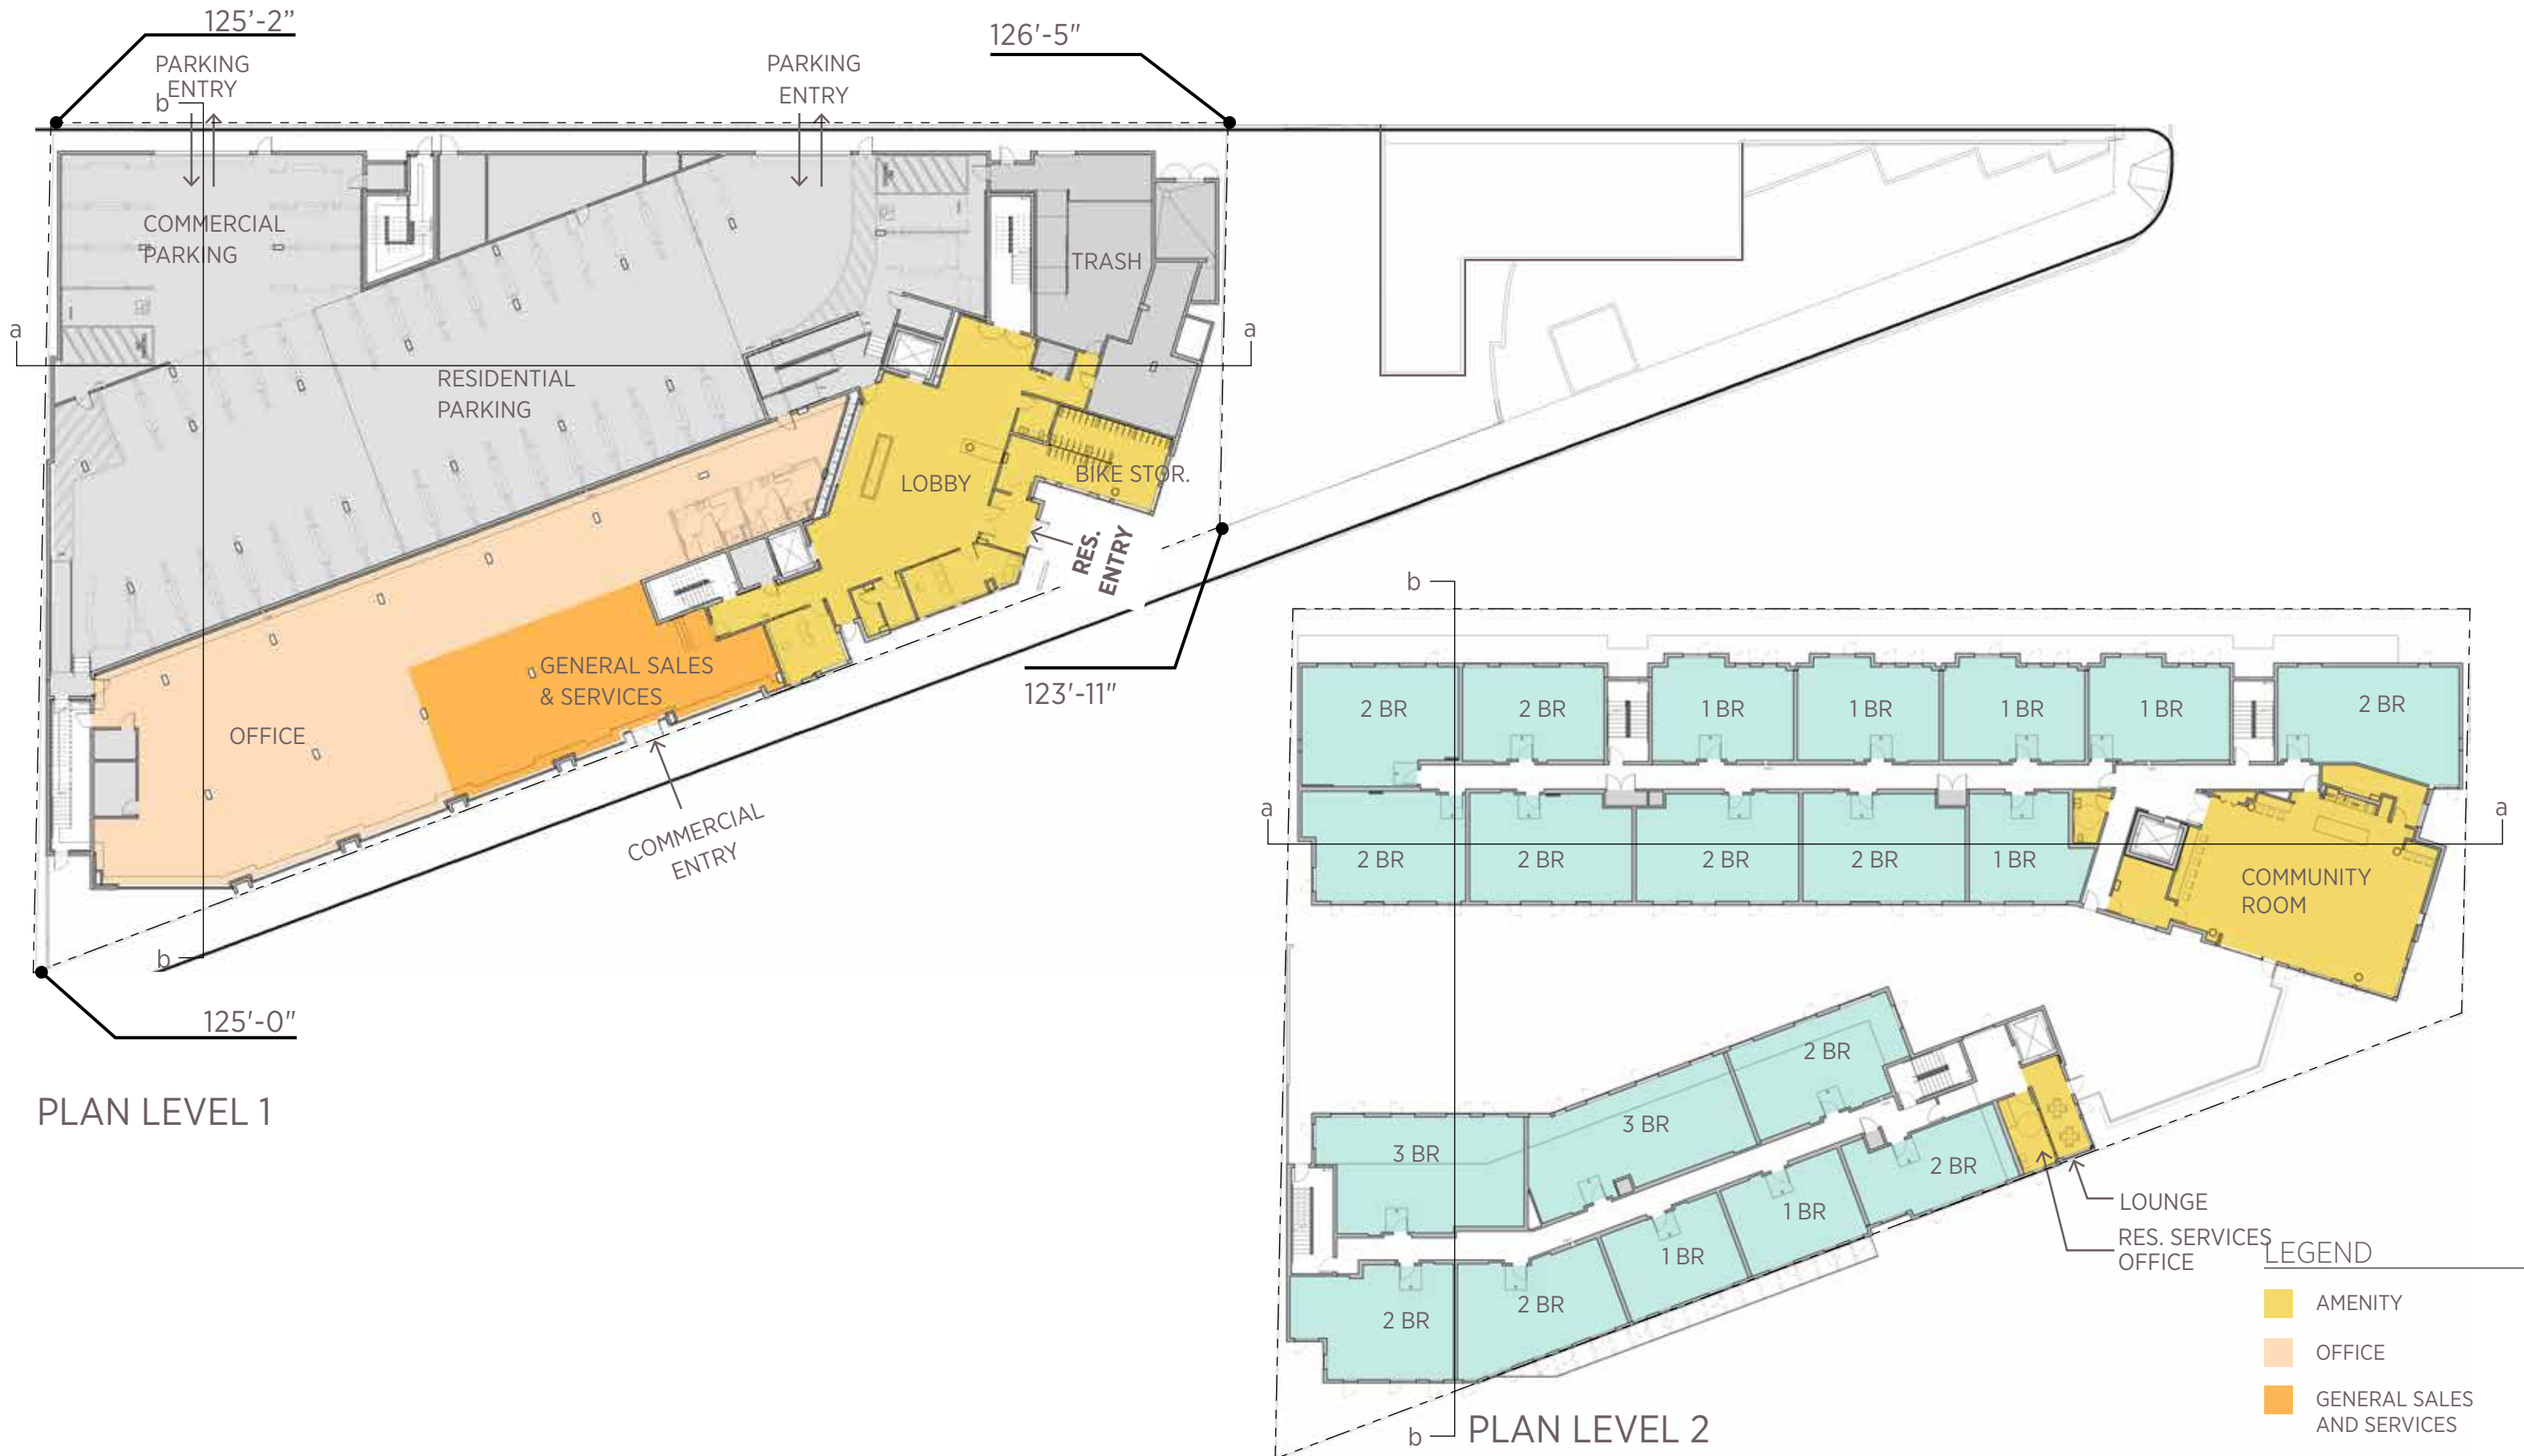 125'-2"
126'-5"
PARKING
ENTRY
PARKING
ENTRY
b
COMMERCIAL
PARKING
TRASH
a
a
RESIDENTIAL
PARKING
LOBBY
BIKE STOR.
RES.
ENTRY
GENERAL SALES
& SERVICES
123'-11"
OFFICE
COMMERCIAL
ENTRY
b
125'-0"
PLAN LEVEL 1
b
2 BR
2 BR
1 BR
1 BR
1 BR
1 BR
2 BR
a
a
2 BR
2 BR
2 BR
2 BR
1 BR
COMMUNITY
ROOM
2 BR
3 BR
3 BR
2 BR
1 BR
1 BR
2 BR
2 BR
LOUNGE
RES. SERVICES
OFFICE
b
PLAN LEVEL 2
LEGEND
AMENITY
OFFICE
GENERAL SALES
AND SERVICES